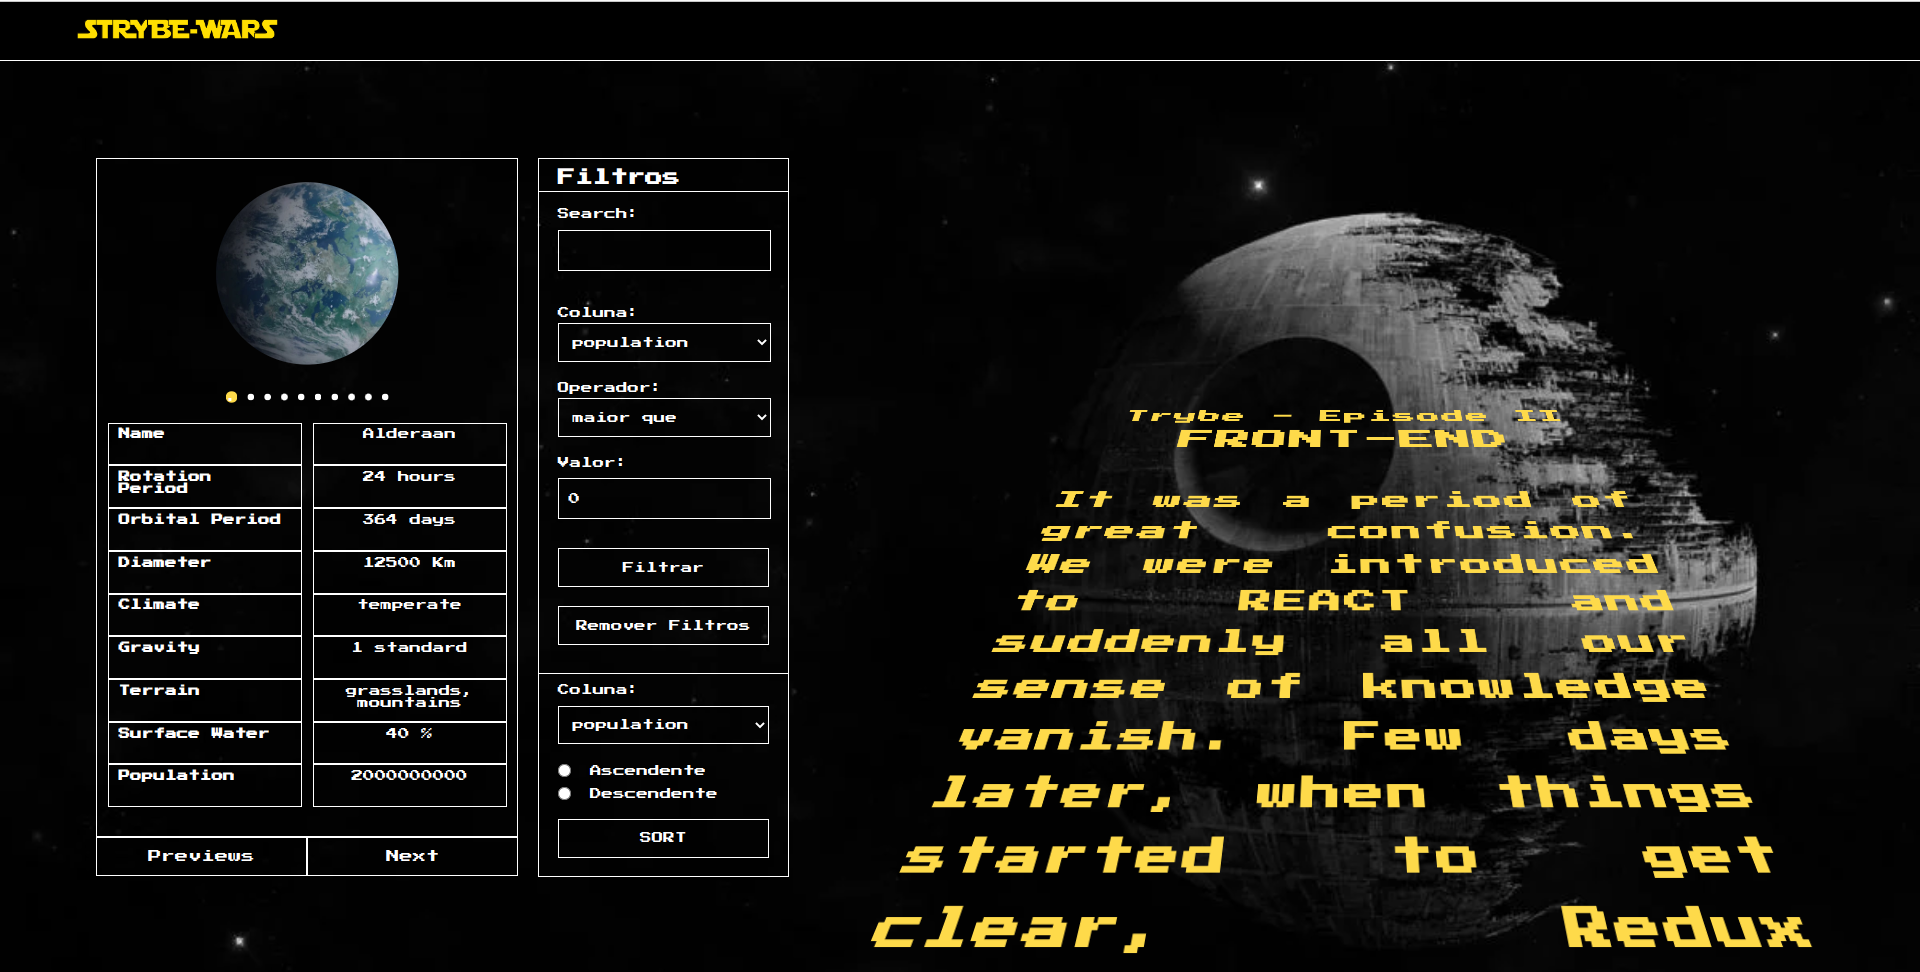 STRYBE-WARS
Name Alderaan
Rotation Period 24 hours
Orbital Period 364 days
Diameter 12500 Km
Climate temperate
Gravity 1 standard
Terrain grasslands, mountains
Surface Water 40 %
Population 2000000000
Previews Next
Filtros
Search:
Coluna:
population
Operador:
maior que
Valor:
0
Filtrar
Remover Filtros
Coluna:
population
Ascendente
Descendente
SORT
Trybe - Episode II
FRONT-END
It was a period of
great confusion.
We were introduced
to REACT and
suddenly all our
sense of knowledge
vanish. Few days
later, when things
started to get
clear, Redux